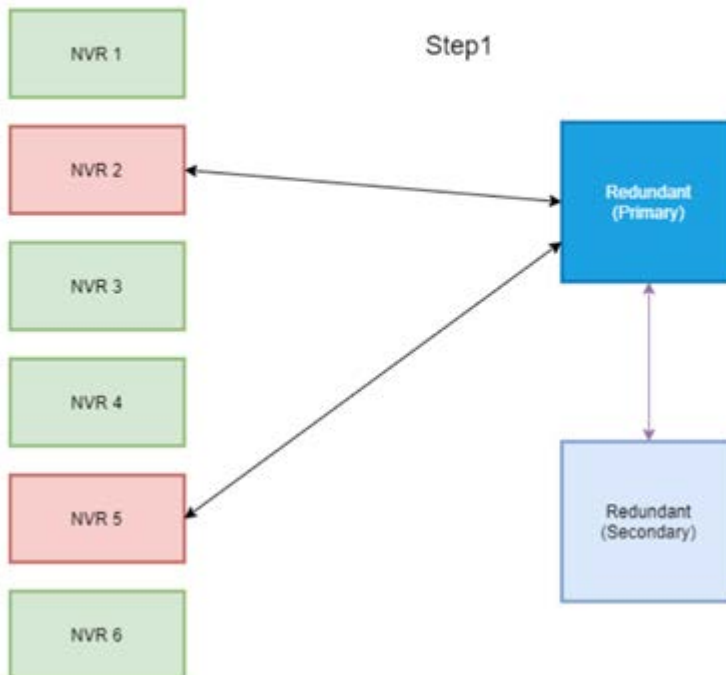 NVR 1
Step1
NVR 2
Redundant
(Primary)
NVR 3
NVR 4
NVR 5
Redundant
(Secondary)
NVR 6